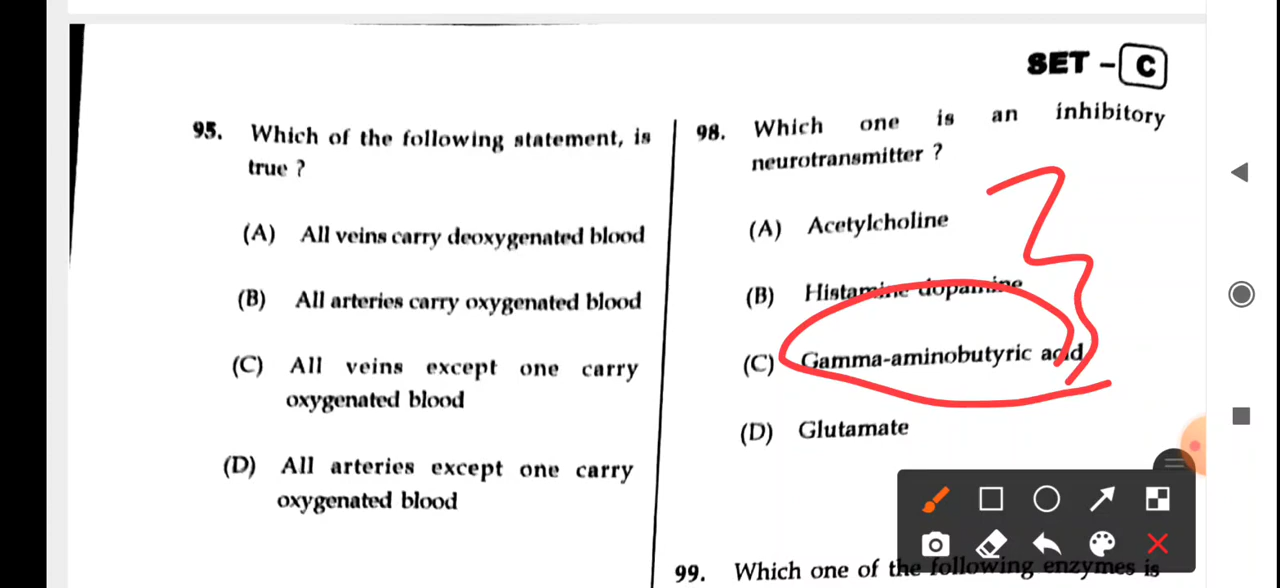 SET - C
95. Which of the following statement, is
true ?
(A) All veins carry deoxygenated blood
(B) All arteries carry oxygenated blood
(C) All veins except one carry
oxygenated blood
(D) All arteries except one carry
oxygenated blood
98. Which one is an inhibitory
neurotransmitter ?
(A) Acetylcholine
(B) Histamine dopamine
(C) Gamma-aminobutyric acid
(D) Glutamate
99. Which one of the following enzymes is